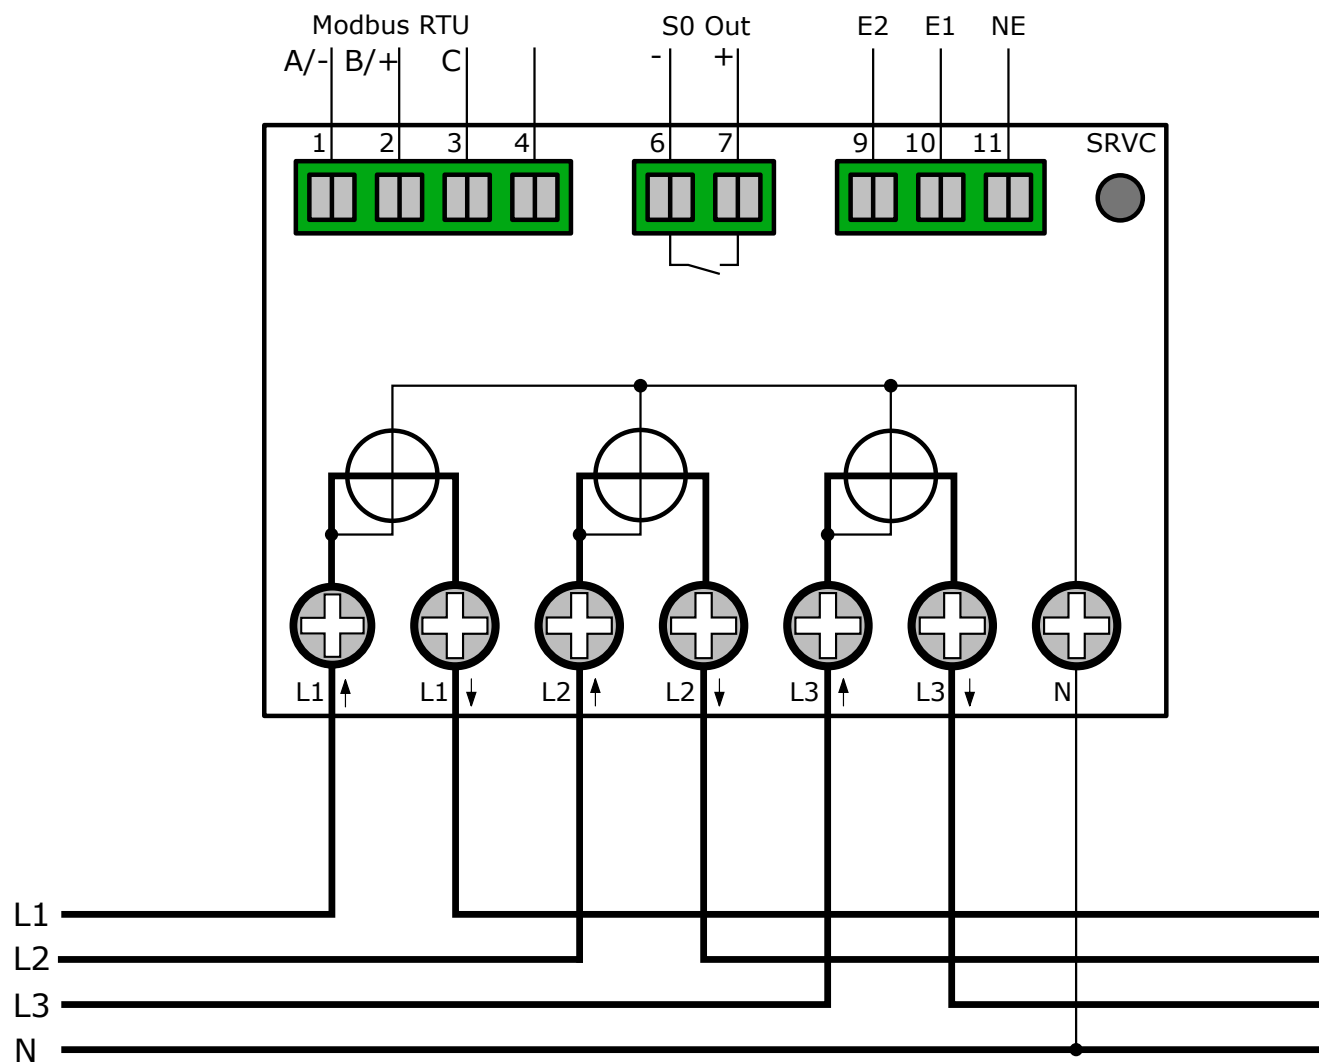 Modbus RTU S0 Out E2 E1 NE
A/- B/+ C - +
1 2 3 4 6 7 9 10 11 SRVC
L1 L1 L2 L2 L3 L3 N
L1
L2
L3
N